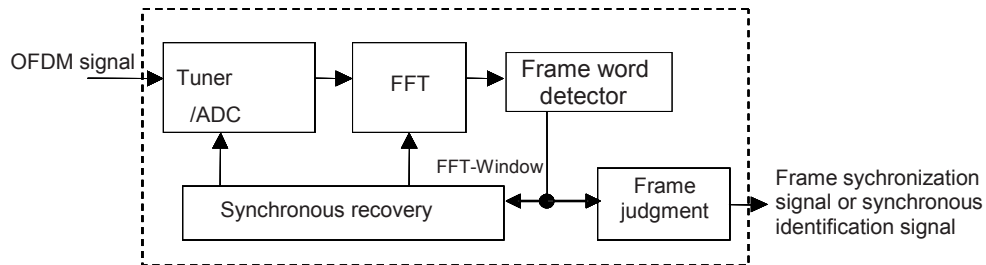 OFDM signal
Tuner
/ADC
FFT
Frame word
detector
FFT-Window
Synchronous recovery
Frame
judgment
Frame sychronization
signal or synchronous
identification signal